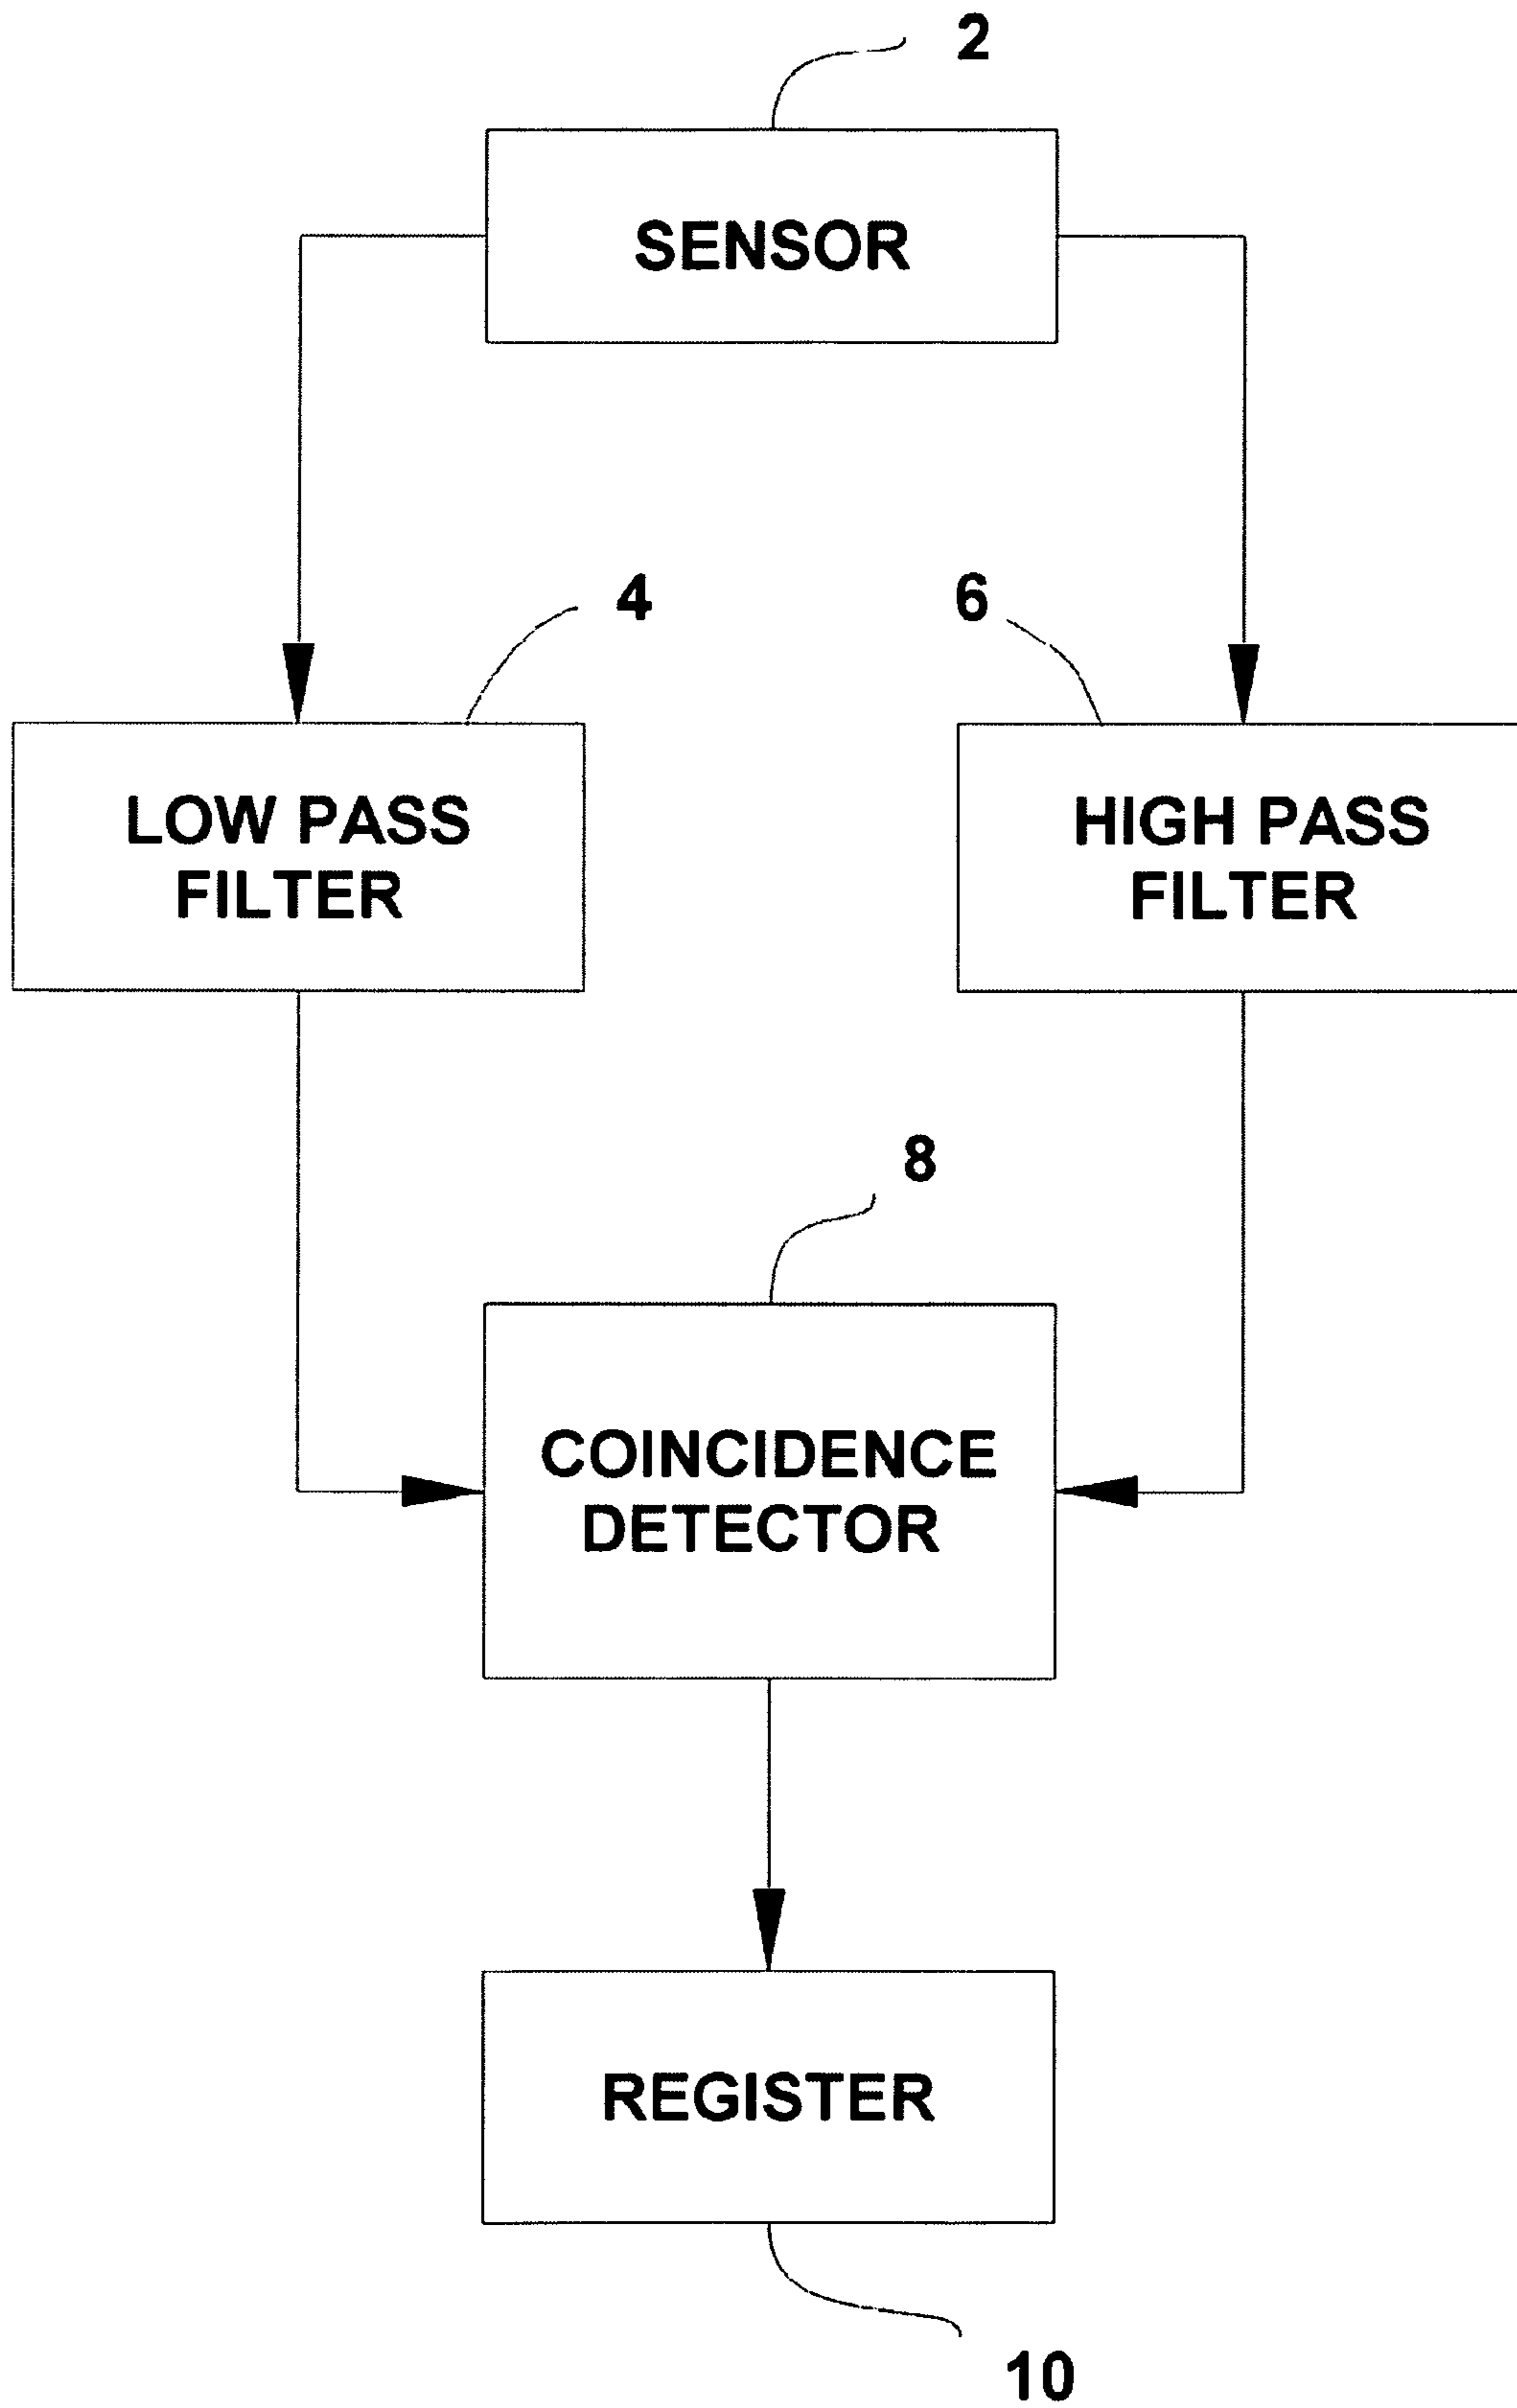 2
SENSOR
4
6
LOW PASS
FILTER
HIGH PASS
FILTER
8
COINCIDENCE
DETECTOR
REGISTER
10